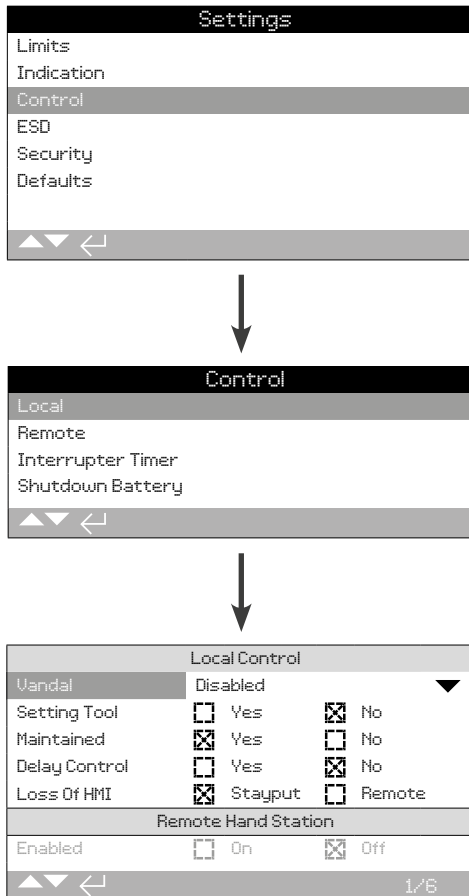 Settings
Limits
Indication
Control
ESD
Security
Defaults
Control
Local
Remote
Interrupter Timer
Shutdown Battery
Local Control
Vandal Disabled
Setting Tool Yes No
Maintained Yes No
Delay Control Yes No
Loss Of HMI Stayput Remote
Remote Hand Station
Enabled On Off
1/6